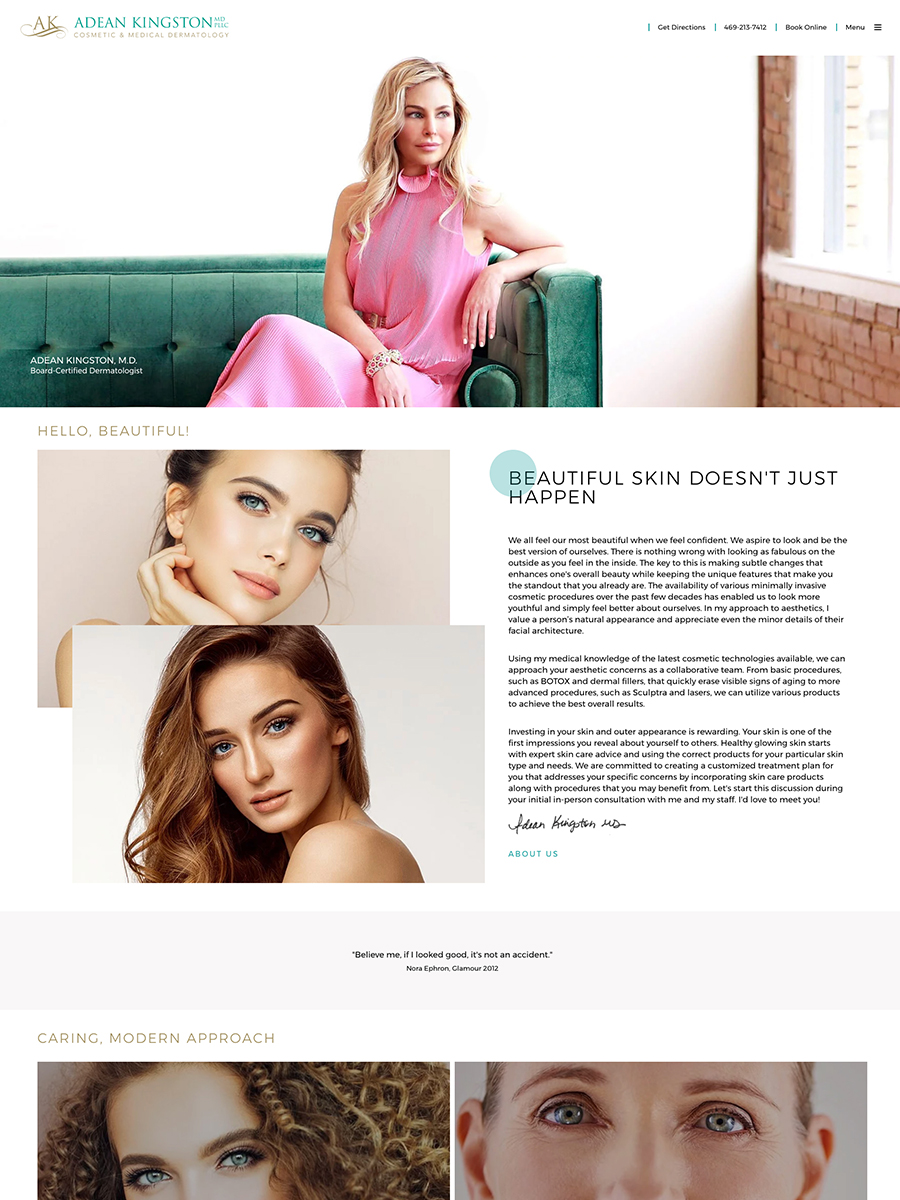 AK ADEAN KINGSTON MD PLLC
COSMETIC & MEDICAL DERMATOLOGY
Get Directions
469-213-7412
Book Online
Menu
ADEAN KINGSTON, M.D.
Board-Certified Dermatologist
HELLO, BEAUTIFUL!
BEAUTIFUL SKIN DOESN'T JUST
HAPPEN
We all feel our most beautiful when we feel confident. We aspire to look and be the
best version of ourselves. There is nothing wrong with looking as fabulous on the
outside as you feel in the inside. The key to this is making subtle changes that
enhances one's overall beauty while keeping the unique features that make you
the standout that you already are. The availability of various minimally invasive
cosmetic procedures over the past few decades has enabled us to look more
youthful and simply feel better about ourselves. In my approach to aesthetics, I
value a person's natural appearance and appreciate even the minor details of their
facial architecture.
Using my medical knowledge of the latest cosmetic technologies available, we can
approach your aesthetic concerns as a collaborative team. From basic procedures,
such as BOTOX and dermal fillers, that quickly erase visible signs of aging to more
advanced procedures, such as Sculptra and lasers, we can utilize various products
to achieve the best overall results.
Investing in your skin and outer appearance is rewarding. Your skin is one of the
first impressions you reveal about yourself to others. Healthy glowing skin starts
with expert skin care advice and using the correct products for your particular skin
type and needs. We are committed to creating a customized treatment plan for
you that addresses your specific concerns by incorporating skin care products
along with procedures that you may benefit from. Let's start this discussion during
your initial in-person consultation with me and my staff. I'd love to meet you!
Adean Kingston MD
ABOUT US
"Believe me, if I looked good, it's not an accident."
Nora Ephron, Glamour 2012
CARING, MODERN APPROACH